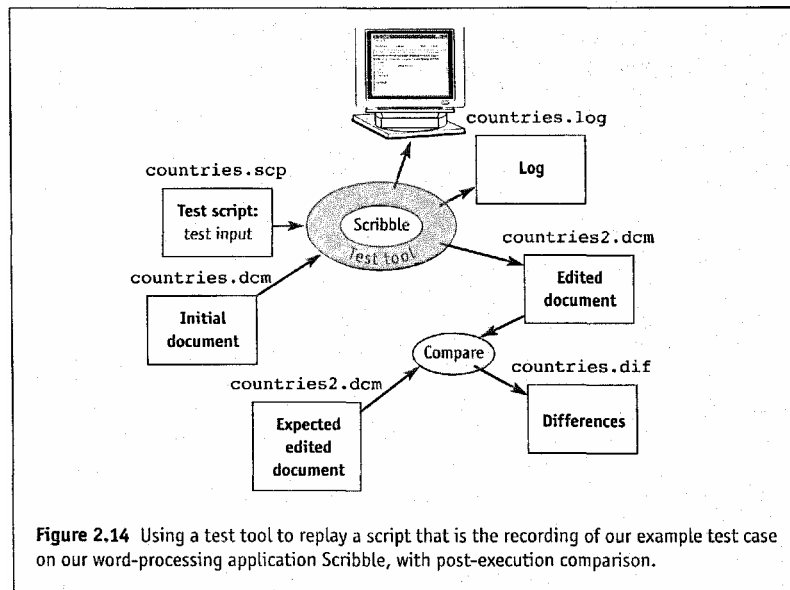 countries.log
Log
countries.scp
Test script:
test input
Scribble
Test tool
countries2.dcm
countries.dcm
Edited
document
Initial
document
Compare
countries.dif
countries2.dcm
Expected
edited
document
Differences
Figure 2.14 Using a test tool to replay a script that is the recording of our example test case
on our word-processing application Scribble, with post-execution comparison.